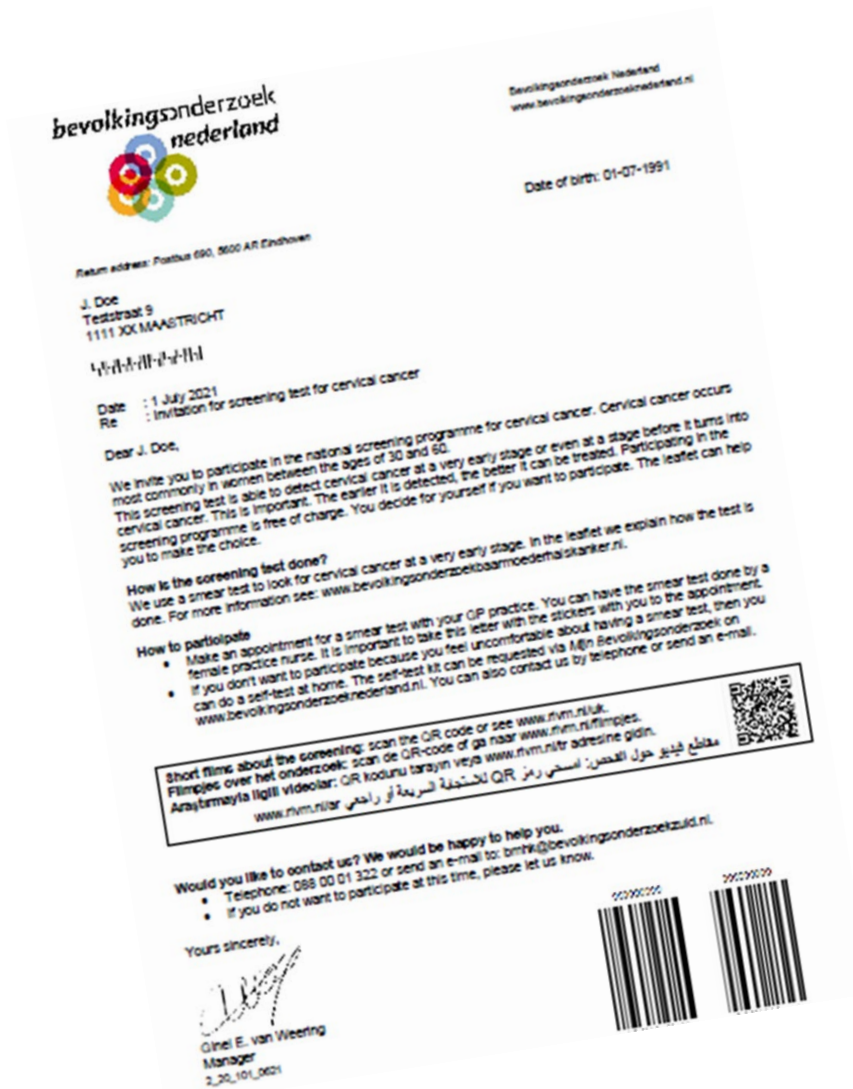 bevolkingsonderzoek
nederland
Bevolkingsonderzoek Nederland
www.bevolkingsonderzoeknederland.nl
Date of birth: 01-07-1991
Return address: Postbus 690, 5600 AR Eindhoven
J. Doe
Teststraat 9
1111 XX MAASTRICHT
Date : 1 July 2021
Re : Invitation for screening test for cervical cancer
Dear J. Doe,
We invite you to participate in the national screening programme for cervical cancer. Cervical cancer occurs
most commonly in women between the ages of 30 and 60.
This screening test is able to detect cervical cancer at a very early stage or even at a stage before it turns into
cervical cancer. This is important. The earlier it is detected, the better it can be treated. Participating in the
screening programme is free of charge. You decide for yourself if you want to participate. The leaflet can help
you to make the choice.
How is the screening test done?
We use a smear test to look for cervical cancer at a very early stage. In the leaflet we explain how the test is
done. For more information see: www.bevolkingsonderzoekbaarmoederhalskanker.nl.
How to participate
• Make an appointment for a smear test with your GP practice. You can have the smear test done by a
female practice nurse. It is important to take this letter with the stickers with you to the appointment.
• If you don't want to participate because you feel uncomfortable about having a smear test, then you
can do a self-test at home. The self-test kit can be requested via Mijn Bevolkingsonderzoek on
www.bevolkingsonderzoeknederland.nl. You can also contact us by telephone or send an e-mail.
Short films about the screening: scan the QR code or see www.rivm.nl/uk.
Filmpjes over het onderzoek: scan de QR-code of ga naar www.rivm.nl/filmpjes.
Araştırmayla ilgili videolar: QR kodunu tarayın veya www.rivm.nl/tr adresine gidin.
مقاطع فيديو حول الفحص: امسحي رمز QR للاستجابة السريعة أو راجعي www.rivm.nl/ar
Would you like to contact us? We would be happy to help you.
• Telephone: 088 00 01 322 or send an e-mail to: bmhk@bevolkingsonderzoekzuid.nl.
• If you do not want to participate at this time, please let us know.
Yours sincerely,
Ginel E. van Weering
Manager
2_20_101_0621